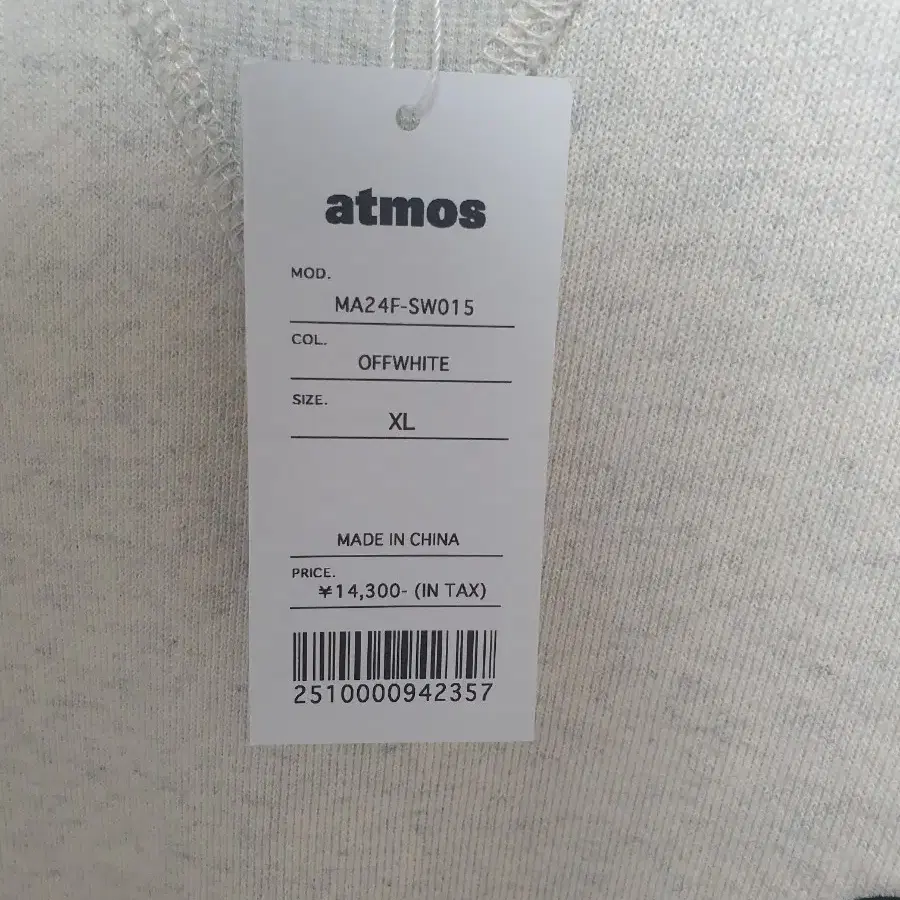 atmos
MOD.
MA24F-SW015
COL.
OFFWHITE
SIZE.
XL
MADE IN CHINA
PRICE.
¥14,300- (IN TAX)
2510000942357